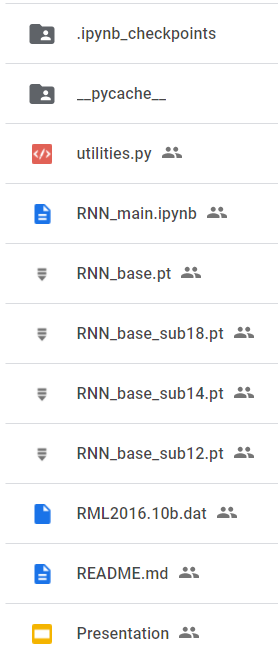 .ipynb_checkpoints
__pycache__
utilities.py
RNN_main.ipynb
RNN_base.pt
RNN_base_sub18.pt
RNN_base_sub14.pt
RNN_base_sub12.pt
RML2016.10b.dat
README.md
Presentation